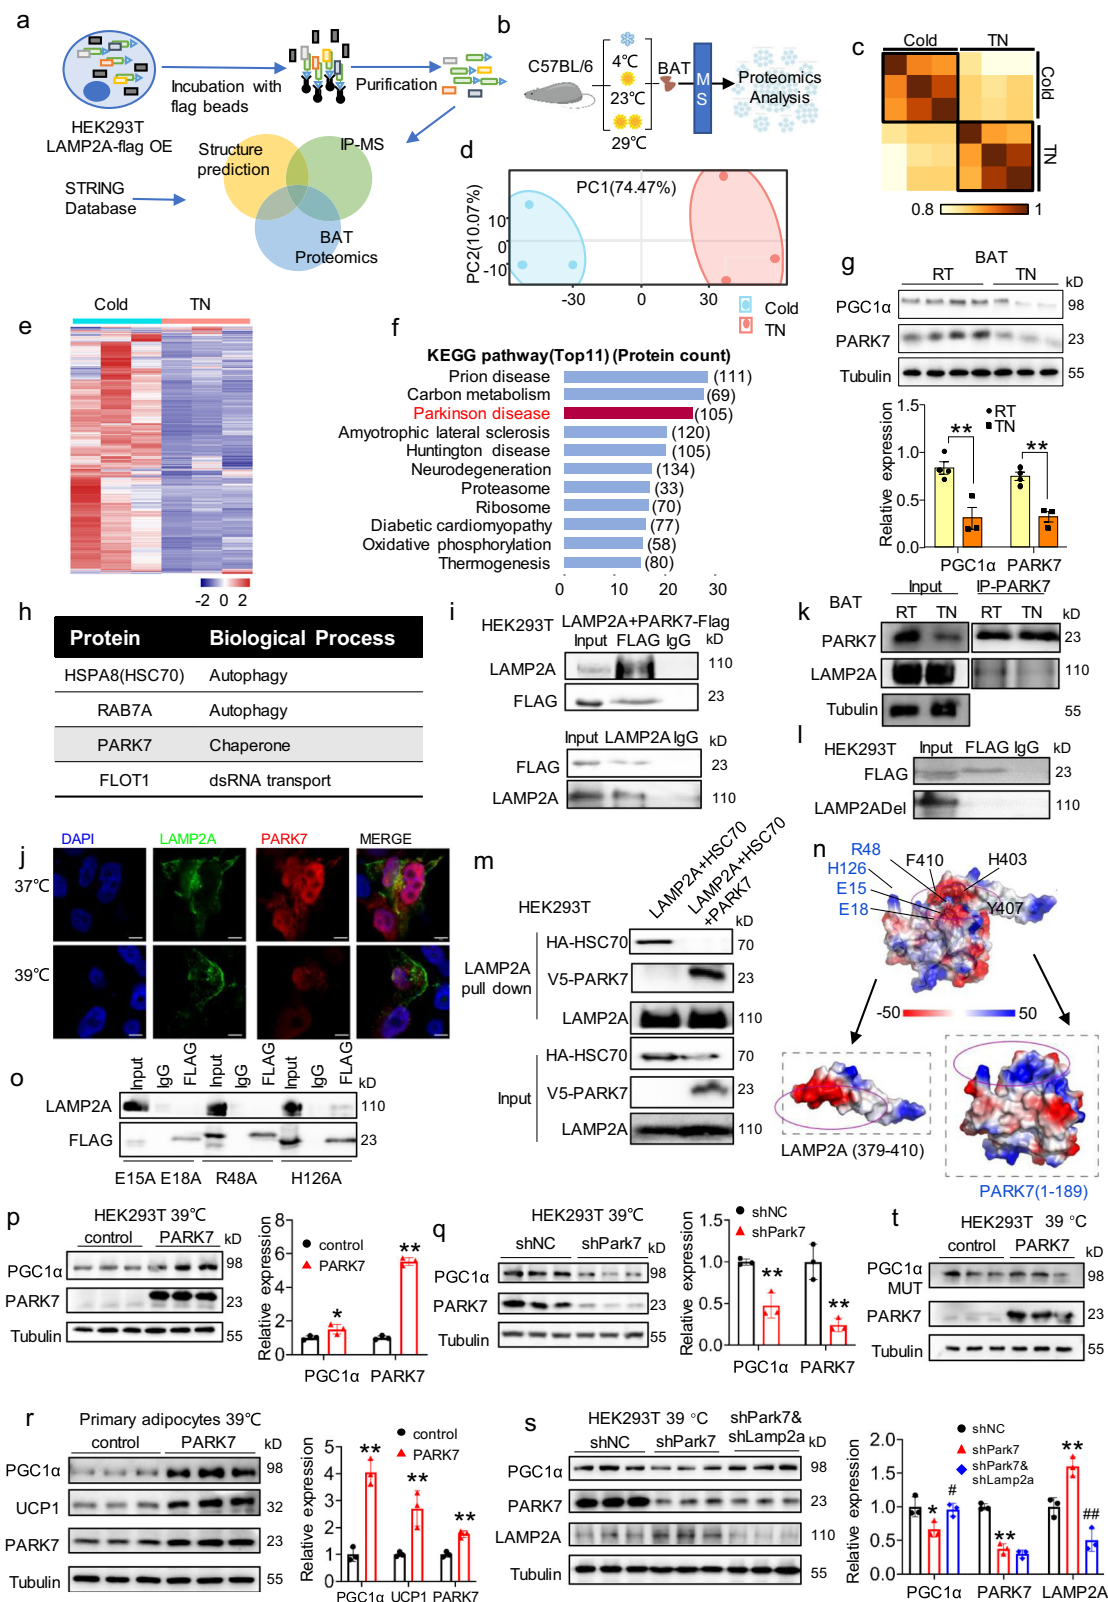 a
HEK293T
LAMP2A-flag OE
Incubation with
flag beads
Purification
STRING
Database
Structure
prediction
IP-MS
BAT
Proteomics
b
C57BL/6
4℃
23℃
29℃
BAT
MS
Proteomics
Analysis
c
Cold TN
Cold
TN
0.8 1
d
PC1(74.47%)
PC2(10.07%)
10
0
-10
-30 0 30
Cold
TN
e
Cold TN
-2 0 2
f
KEGG pathway(Top11) (Protein count)
Prion disease (111)
Carbon metabolism (69)
Parkinson disease (105)
Amyotrophic lateral sclerosis (120)
Huntington disease (105)
Neurodegeneration (134)
Proteasome (33)
Ribosome (70)
Diabetic cardiomyopathy (77)
Oxidative phosphorylation (58)
Thermogenesis (80)
0 10 20 30
g
BAT
RT TN kD
PGC1α 98
PARK7 23
Tubulin 55
Relative expression
1.5
1.0
0.5
0.0
RT
TN
** **
PGC1α PARK7
h
Protein Biological Process
HSPA8(HSC70) Autophagy
RAB7A Autophagy
PARK7 Chaperone
FLOT1 dsRNA transport
i
HEK293T LAMP2A+PARK7-Flag
Input FLAG IgG kD
LAMP2A 110
FLAG 23
Input LAMP2A IgG kD
FLAG 23
LAMP2A 110
k
BAT
Input IP-PARK7
RT TN RT TN kD
PARK7 23
LAMP2A 110
Tubulin 55
l
HEK293T
Input FLAG IgG kD
FLAG 23
LAMP2ADel 110
j
DAPI LAMP2A PARK7 MERGE
37℃
39℃
m
HEK293T
LAMP2A+HSC70
LAMP2A+HSC70
+PARK7
kD
LAMP2A
pull down
HA-HSC70 70
V5-PARK7 23
LAMP2A 110
Input
HA-HSC70 70
V5-PARK7 23
LAMP2A 110
n
R48
H126
E15
E18
F410
H403
Y407
-50 50
LAMP2A (379-410)
PARK7(1-189)
o
Input IgG FLAG Input IgG FLAG Input IgG FLAG kD
LAMP2A 110
FLAG 23
E15A E18A R48A H126A
p
HEK293T 39℃
control PARK7 kD
PGC1α 98
PARK7 23
Tubulin 55
Relative expression
8
6
4
2
0
control
PARK7
* **
PGC1α PARK7
q
HEK293T 39℃
shNC shPark7 kD
PGC1α 98
PARK7 23
Tubulin 55
Relative expression
1.5
1.0
0.5
0.0
shNC
shPark7
** **
PGC1α PARK7
t
HEK293T 39 °C
control PARK7 kD
PGC1α
MUT
98
PARK7 23
Tubulin 55
r
Primary adipocytes 39℃
control PARK7 kD
PGC1α 98
UCP1 32
PARK7 23
Tubulin 55
Relative expression
5
4
3
2
1
0
control
PARK7
** ** **
PGC1α UCP1 PARK7
s
HEK293T 39 °C
shNC shPark7 shPark7&
shLamp2a
kD
PGC1α 98
PARK7 23
LAMP2A 110
Tubulin 55
Relative expression
2.0
1.5
1.0
0.5
0.0
shNC
shPark7
shPark7&
shLamp2a
* # ** ** ##
PGC1α PARK7 LAMP2A